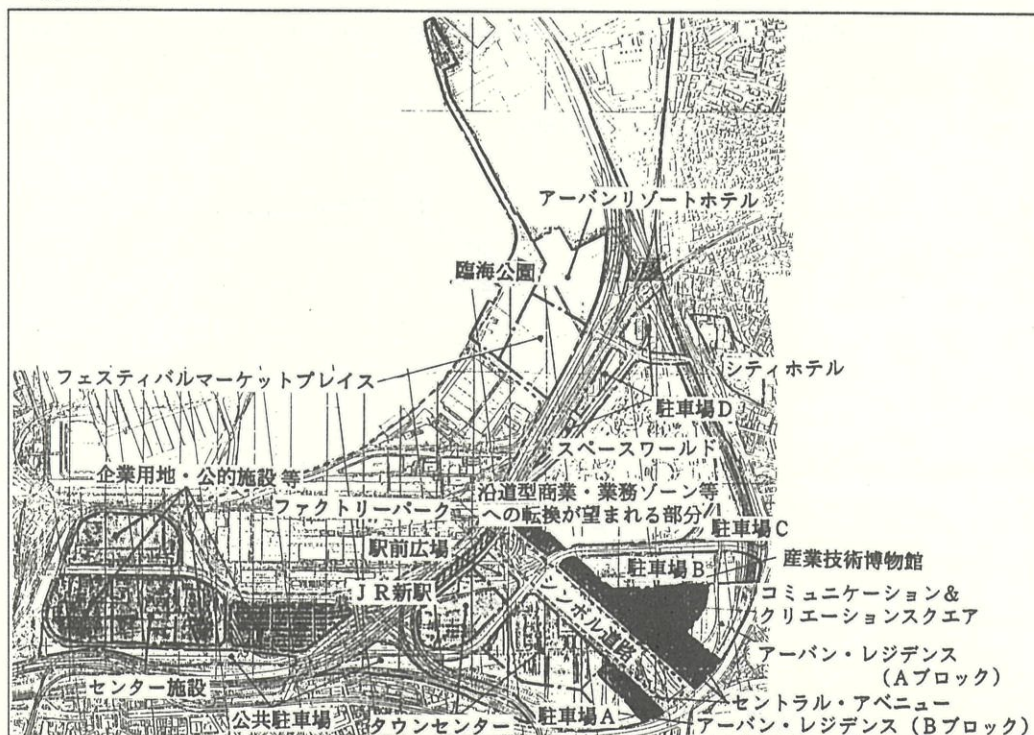 アーバンリゾートホテル
臨海公園
シティホテル
フェスティバルマーケットプレイス
駐車場D
スペースワールド
企業用地・公的施設等
沿道型商業・業務ゾーン等
への転換が望まれる部分
ファクトリーパーク
駐車場C
駅前広場
産業技術博物館
駐車場B
JR新駅
コミュニケーション&
クリエーションスクエア
シンボル道路
アーバン・レジデンス
(Aブロック)
センター施設
セントラル・アベニュー
公共駐車場
タウンセンター
駐車場A
アーバン・レジデンス(Bブロック)